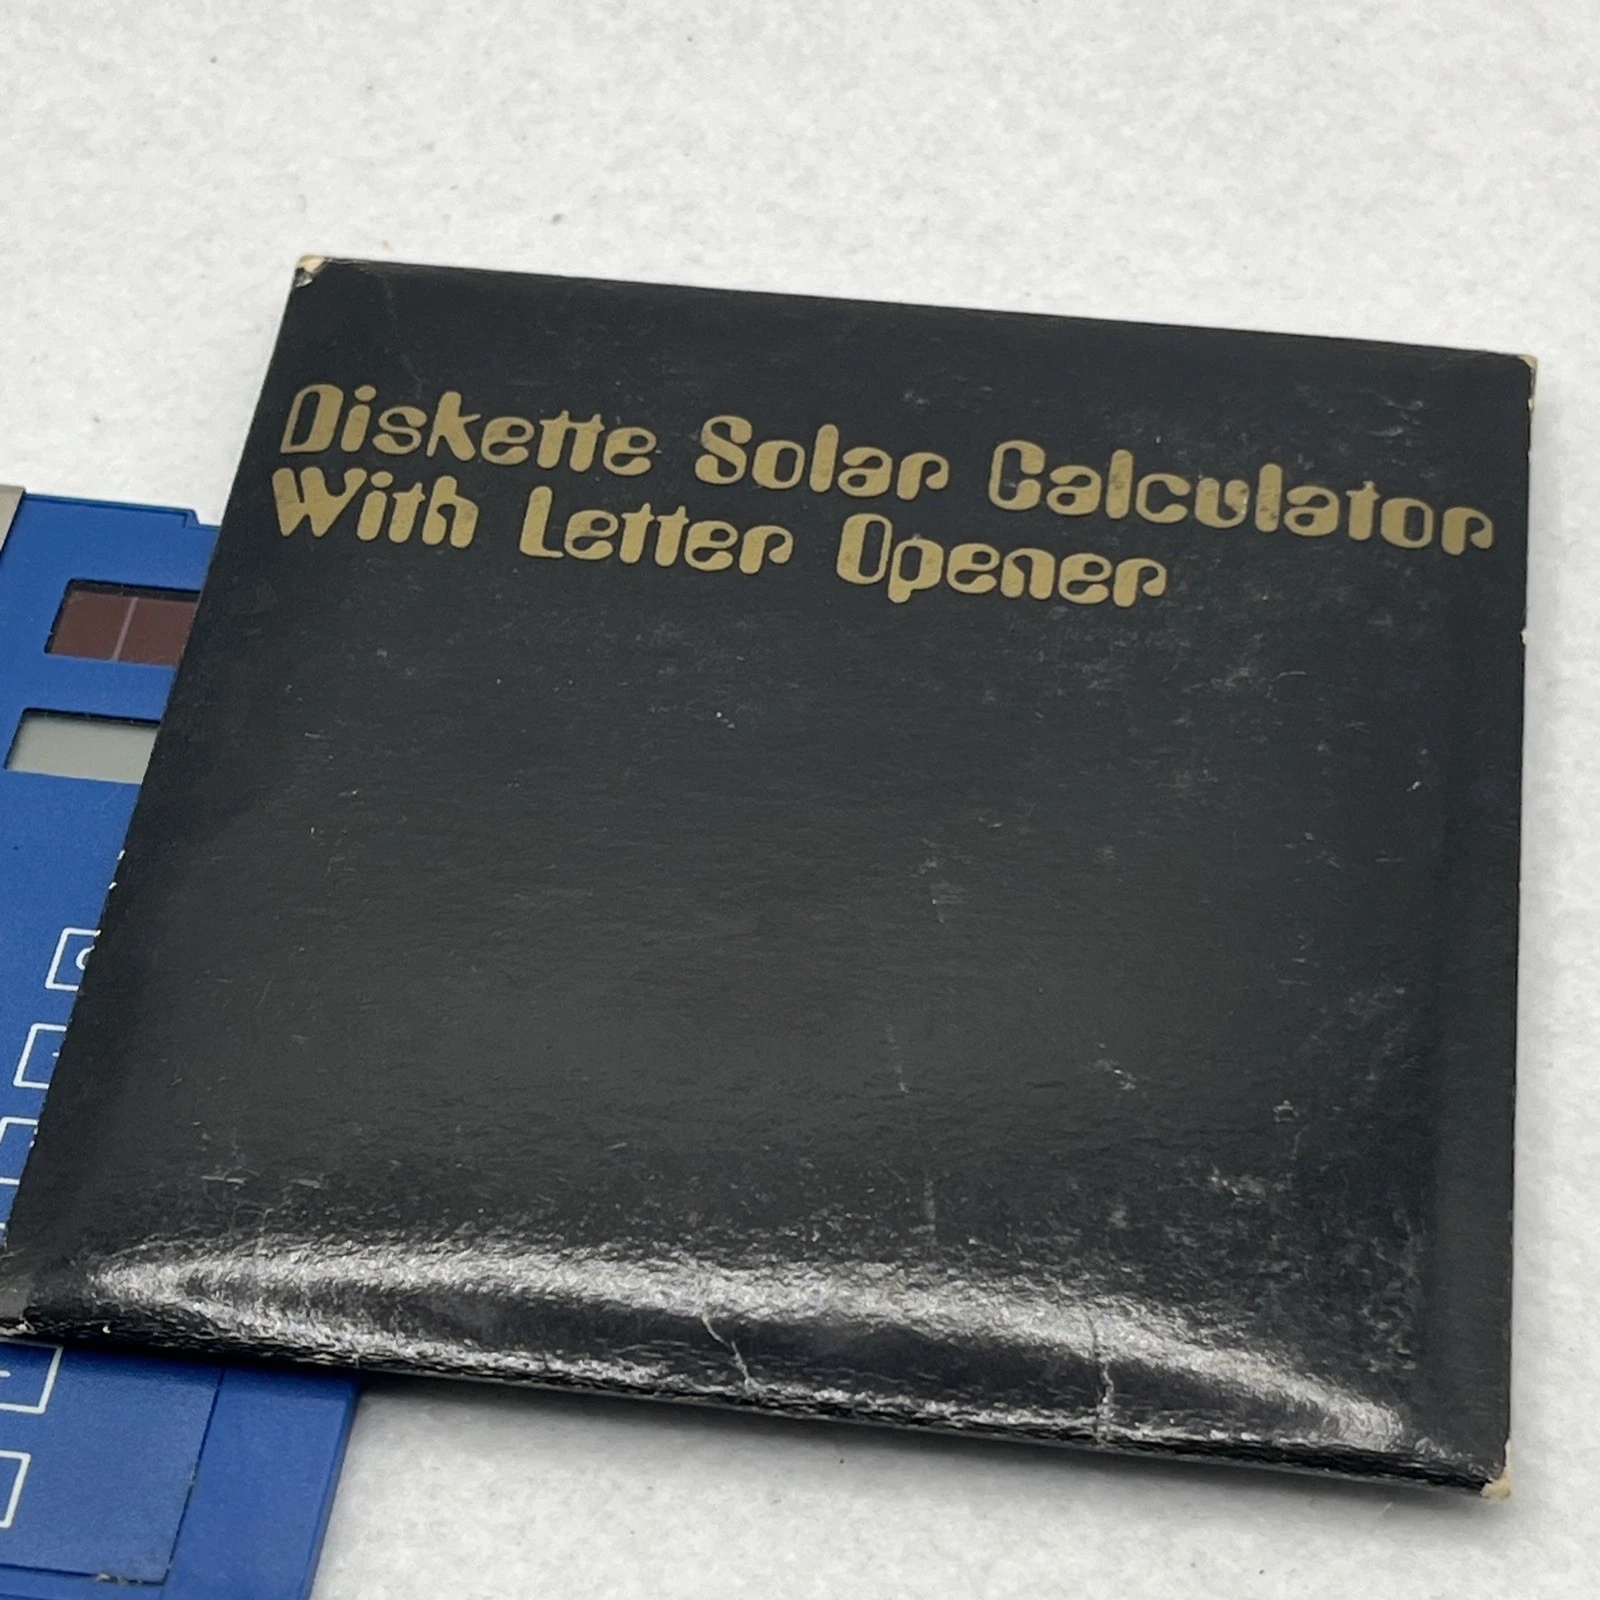 Diskette Solar Calculator
With Letter Opener